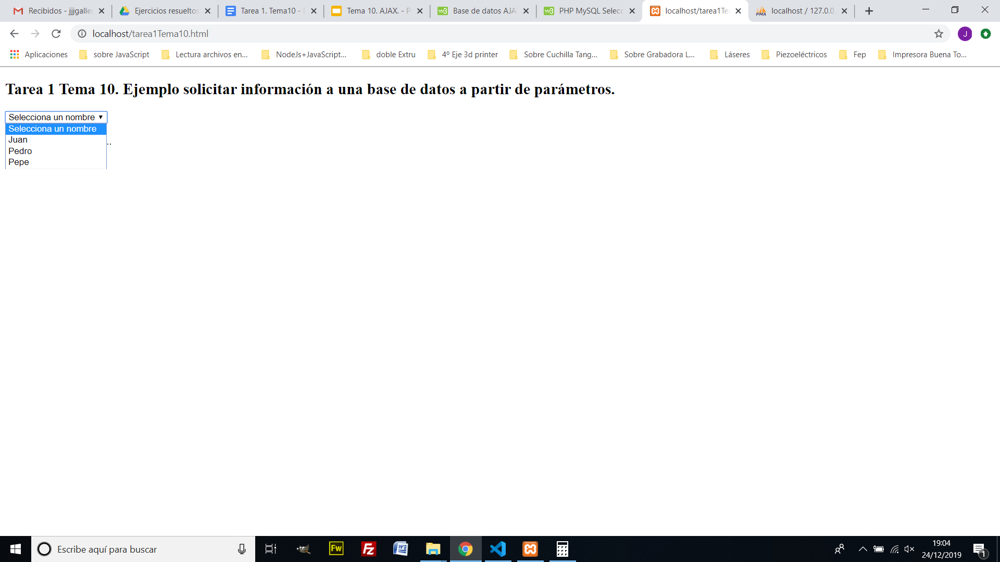 Recibidos - jjjgalle
Ejercicios resueltos
Tarea 1. Tema10 -
Tema 10. AJAX. - P
Base de datos AJA
PHP MySQL Selec
localhost/tarea1Te
localhost / 127.0.0.
localhost/tarea1Tema10.html
J
Aplicaciones
sobre JavaScript
Lectura archivos en...
NodeJs+JavaScript...
doble Extru
4º Eje 3d printer
Sobre Cuchilla Tang...
Sobre Grabadora L...
Láseres
Piezoeléctricos
Fep
Impresora Buena To...
Tarea 1 Tema 10. Ejemplo solicitar información a una base de datos a partir de parámetros.
Selecciona un nombre
Selecciona un nombre
Juan
..
Pedro
Pepe
Escribe aquí para buscar
Fw
Fz
W
19:04
24/12/2019
1